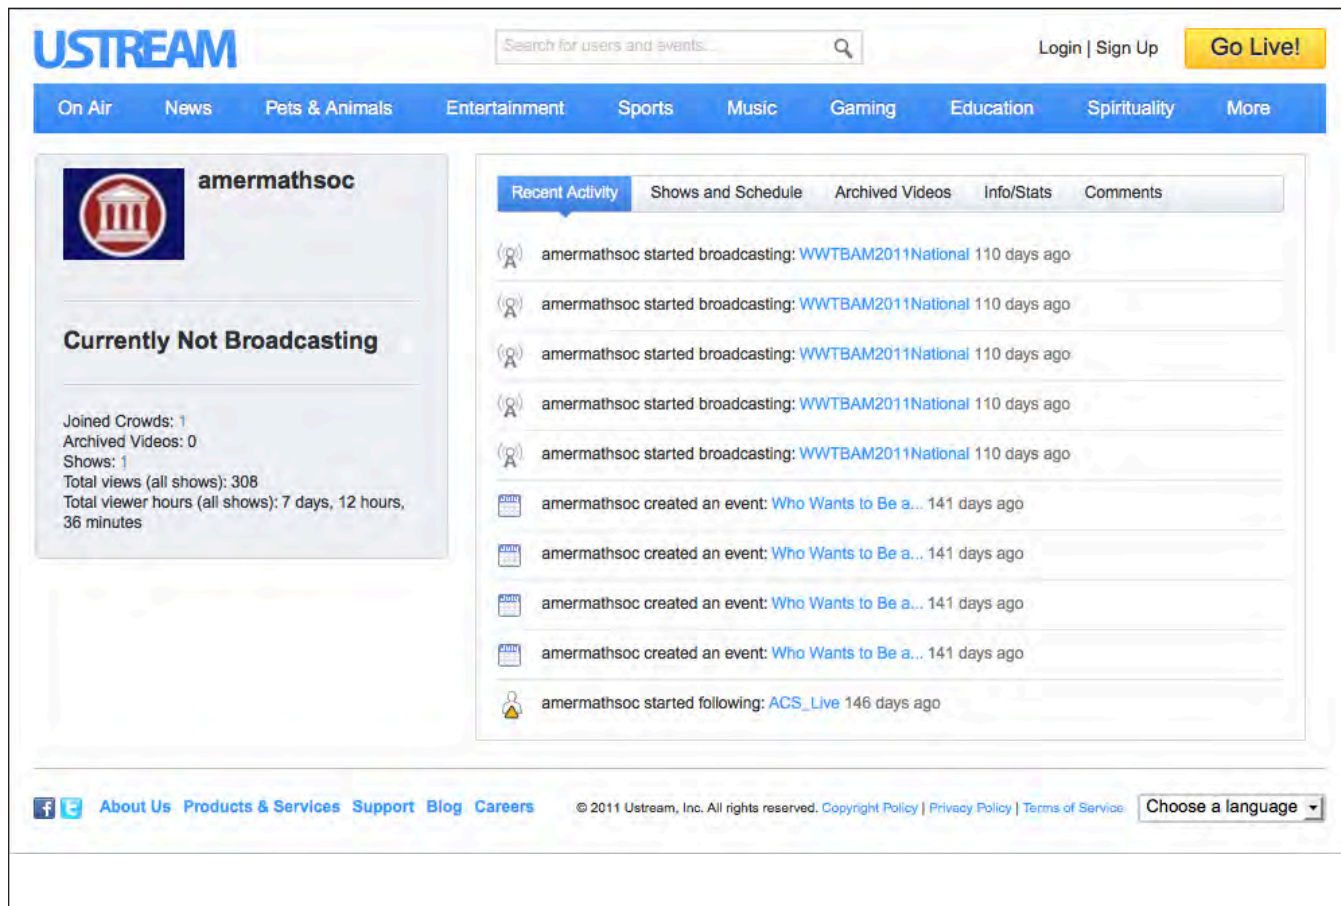 USTREAM
Search for users and events...
Login | Sign Up
Go Live!
On Air News Pets & Animals Entertainment Sports Music Gaming Education Spirituality More
amermathsoc
Currently Not Broadcasting
Joined Crowds: 1
Archived Videos: 0
Shows: 1
Total views (all shows): 308
Total viewer hours (all shows): 7 days, 12 hours,
36 minutes
Recent Activity Shows and Schedule Archived Videos Info/Stats Comments
amermathsoc started broadcasting: WWTBAM2011National 110 days ago
amermathsoc started broadcasting: WWTBAM2011National 110 days ago
amermathsoc started broadcasting: WWTBAM2011National 110 days ago
amermathsoc started broadcasting: WWTBAM2011National 110 days ago
amermathsoc started broadcasting: WWTBAM2011National 110 days ago
July
amermathsoc created an event: Who Wants to Be a... 141 days ago
July
amermathsoc created an event: Who Wants to Be a... 141 days ago
July
amermathsoc created an event: Who Wants to Be a... 141 days ago
July
amermathsoc created an event: Who Wants to Be a... 141 days ago
amermathsoc started following: ACS_Live 146 days ago
About Us Products & Services Support Blog Careers
© 2011 Ustream, Inc. All rights reserved. Copyright Policy | Privacy Policy | Terms of Service
Choose a language